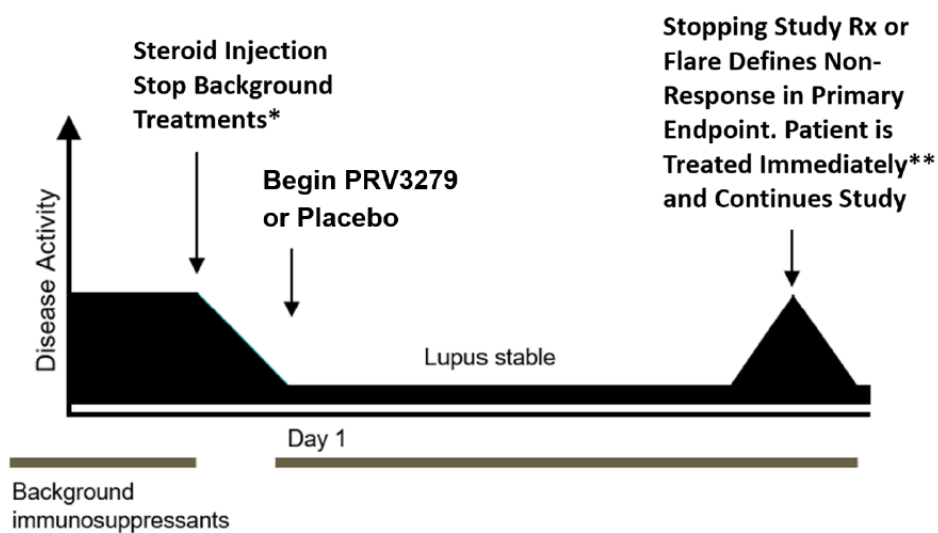 Steroid Injection
Stop Background
Treatments*
Begin PRV3279
or Placebo
Stopping Study Rx or
Flare Defines Non-
Response in Primary
Endpoint. Patient is
Treated Immediately**
and Continues Study
Disease Activity
Lupus stable
Day 1
Background
immunosuppressants